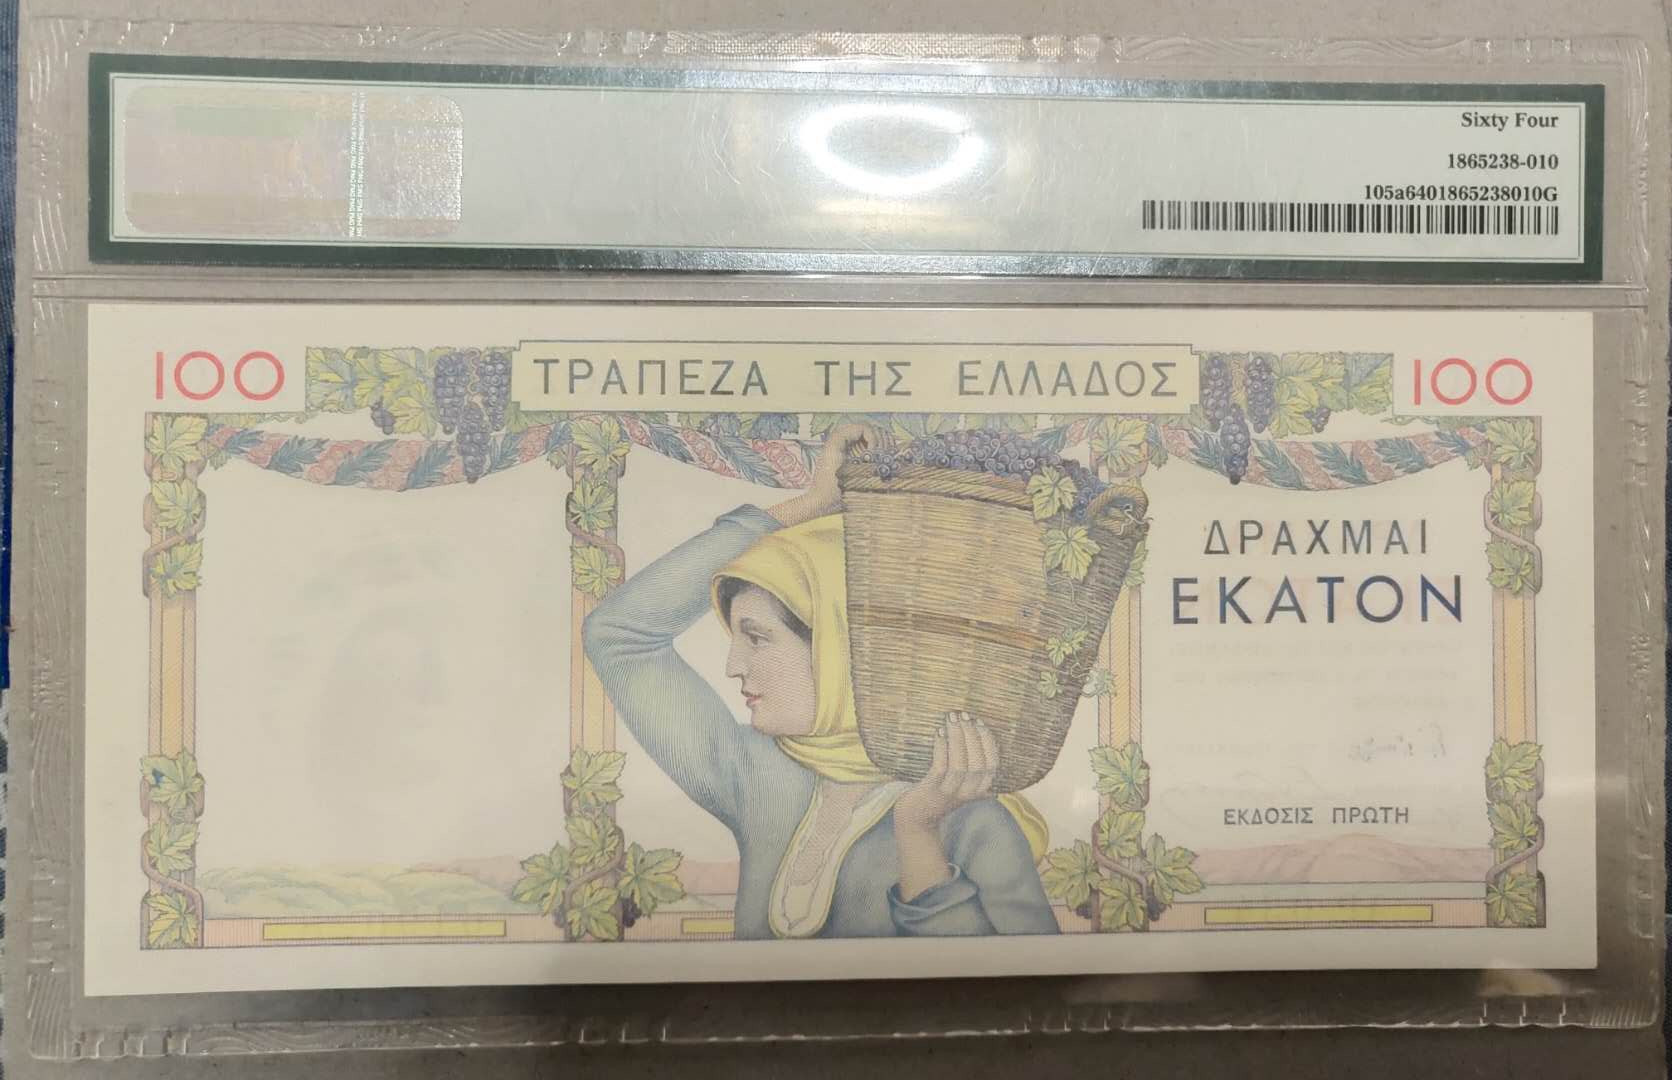 Sixty Four
1865238-010
105a6401865238010G
100 ΤΡΑΠΕΖΑ ΤΗΣ ΕΛΛΑΔΟΣ 100
ΔΡΑΧΜΑΙ
ΕΚΑΤΟΝ
ΕΚΔΟΣΙΣ ΠΡΩΤΗ